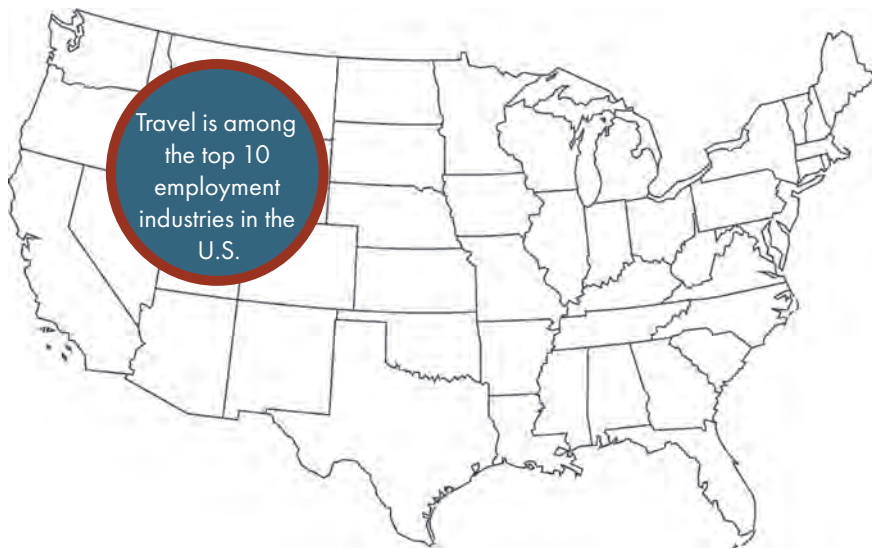 Travel is among
the top 10
employment
industries in the
U.S.